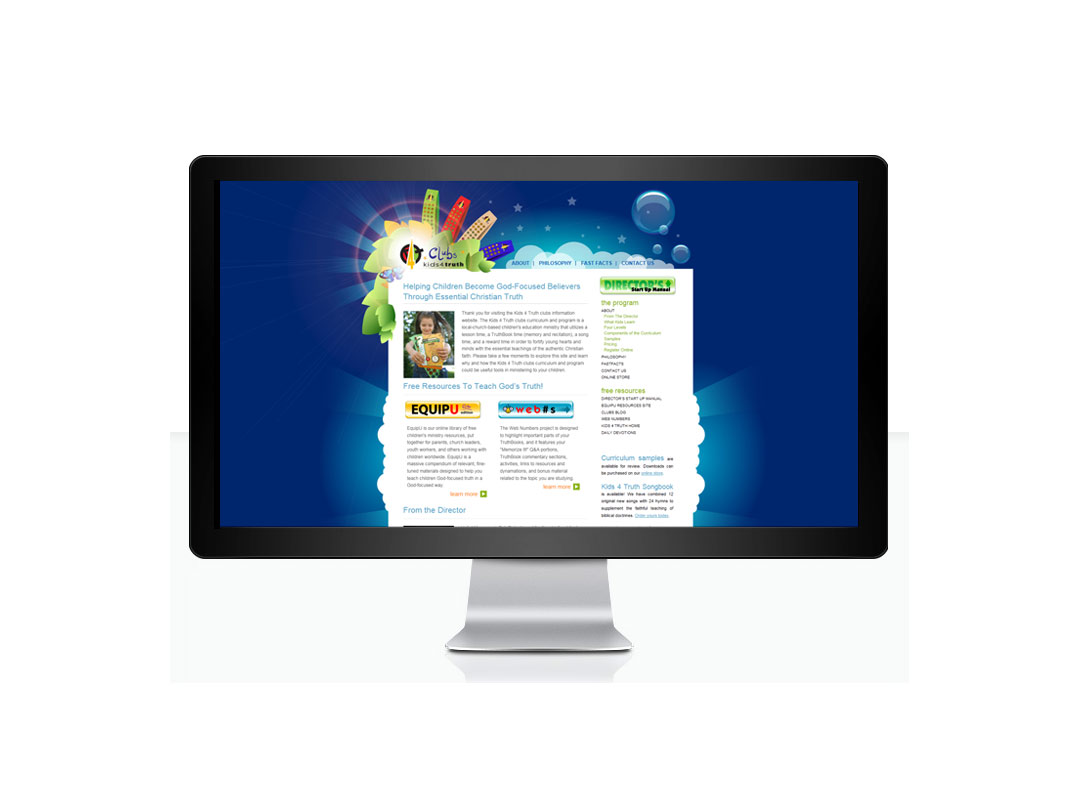 Clubs
kids4truth
ABOUT | PHILOSOPHY | FAST FACTS | CONTACT US
Helping Children Become God-Focused Believers
Through Essential Christian Truth
Thank you for visiting the Kids 4 Truth clubs information
website. The Kids 4 Truth clubs curriculum and program is a
local-church-based children's education ministry that utilizes a
lesson time, a TruthBook time (memory and recitation), a song
time, and a reward time in order to fortify young hearts and
minds with the essential teachings of the authentic Christian
faith. Please take a few moments to explore this site and learn
why and how the Kids 4 Truth clubs curriculum and program
could be useful tools in ministering to your children.
Free Resources To Teach God's Truth!
EQUIPU
edition
EquipU is our online library of free
children's ministry resources, put
together for parents, church leaders,
youth workers, and others working with
children worldwide. EquipU is a
massive compendium of relevant, fine-
tuned materials designed to help you
teach children God-focused truth in a
God-focused way.
learn more
web#s
The Web Numbers project is designed
to highlight important parts of your
TruthBooks, and it features your
"Memorize It!" Q&A portions,
TruthBook commentary sections,
activities, links to resources and
dynamations, and bonus material
related to the topic you are studying.
learn more
From the Director
DIRECTOR'S
Start Up Manual
the program
ABOUT
From The Director
What Kids Learn
Four Levels
Components of the Curriculum
Samples
Pricing
Register Online
PHILOSOPHY
FASTFACTS
CONTACT US
ONLINE STORE
free resources
DIRECTOR'S START UP MANUAL
EQUIPU RESOURCES SITE
CLUBS BLOG
WEB NUMBERS
KIDS 4 TRUTH HOME
DAILY DEVOTIONS
Curriculum samples are
available for review. Downloads can
be purchased on our online store.
Kids 4 Truth Songbook
is available! We have combined 12
original new songs with 24 hymns to
supplement the faithful teaching of
biblical doctrines. Order yours today.